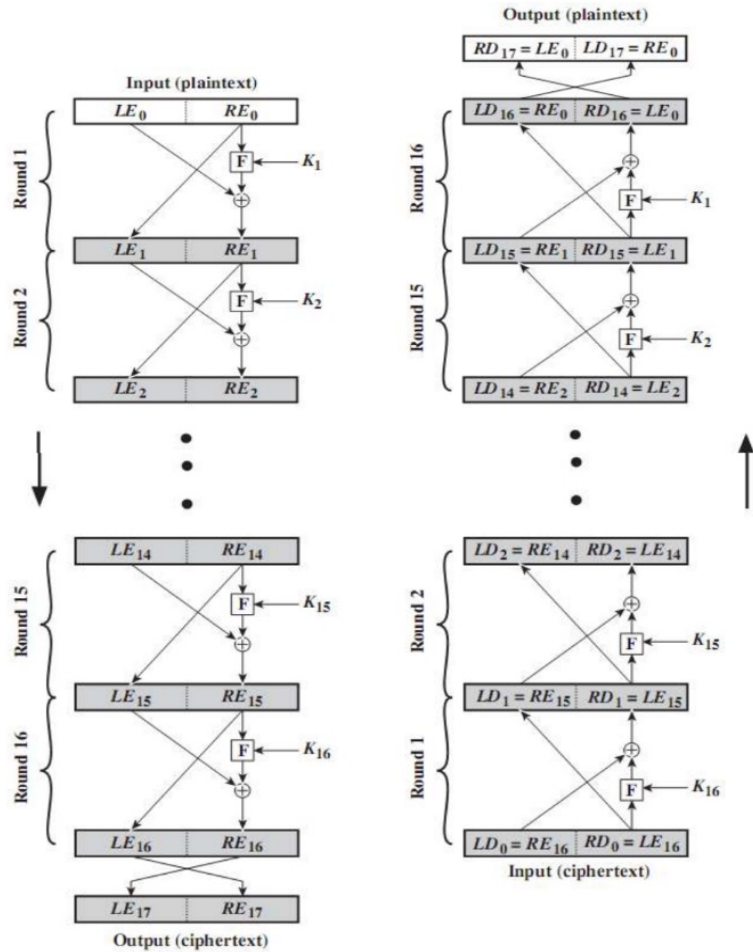 Input (plaintext)
LE0 RE0
F
K1
Round 1
LE1 RE1
F
K2
Round 2
LE2 RE2
LE14 RE14
F
K15
Round 15
LE15 RE15
F
K16
Round 16
LE16 RE16
LE17 RE17
Output (ciphertext)
Output (plaintext)
RD17 = LE0 LD17 = RE0
LD16 = RE0 RD16 = LE0
Round 16
F
K1
LD15 = RE1 RD15 = LE1
Round 15
F
K2
LD14 = RE2 RD14 = LE2
LD2 = RE14 RD2 = LE14
Round 2
F
K15
LD1 = RE15 RD1 = LE15
Round 1
F
K16
LD0 = RE16 RD0 = LE16
Input (ciphertext)